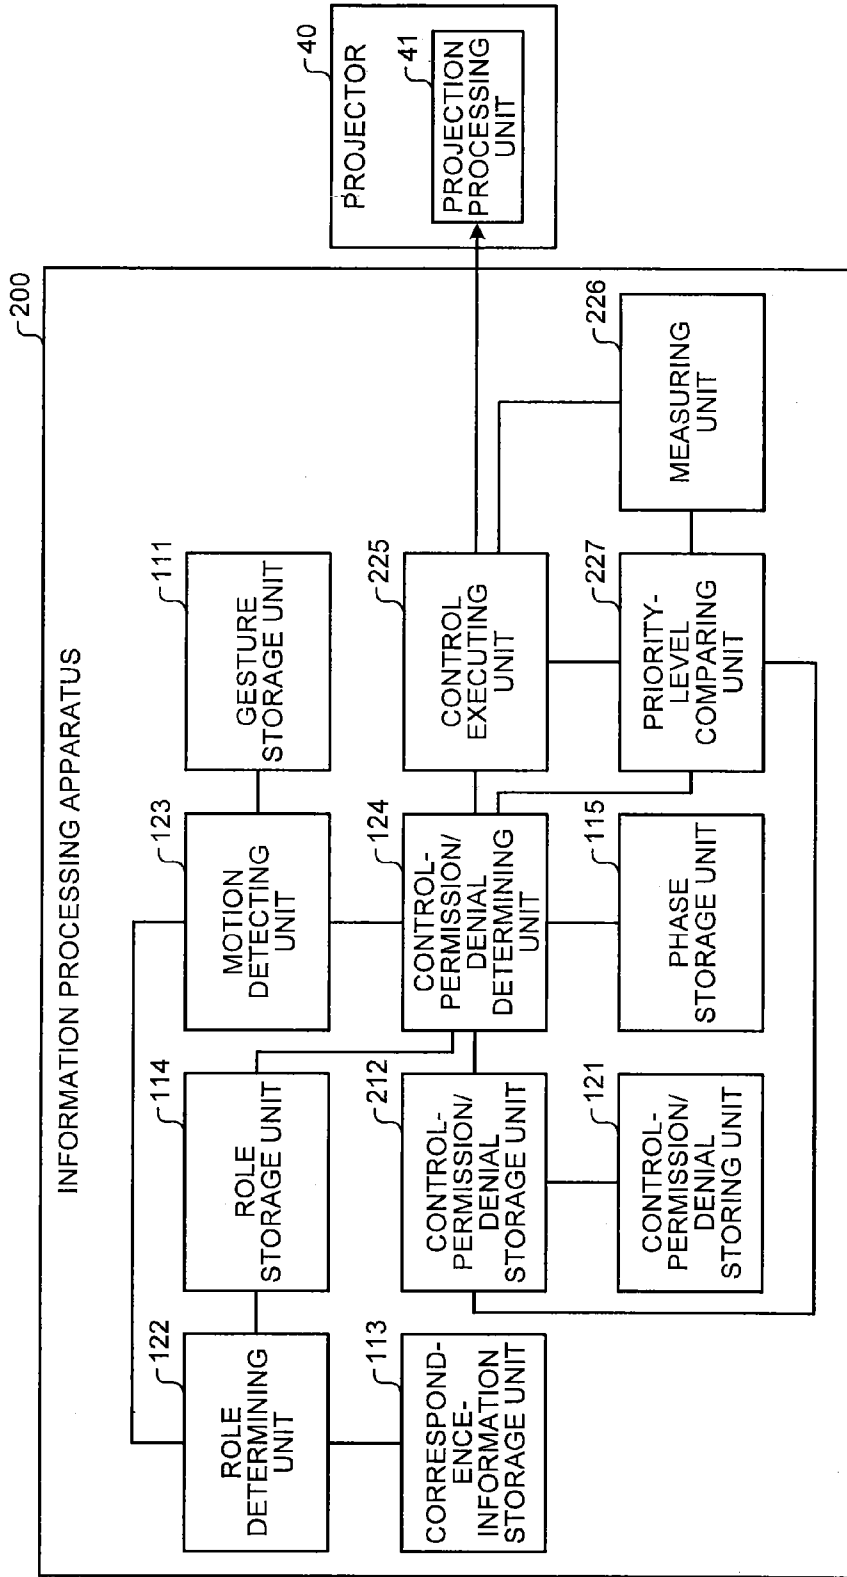 200
INFORMATION PROCESSING APPARATUS
122
ROLE
DETERMINING
UNIT
114
ROLE
STORAGE UNIT
123
MOTION
DETECTING
UNIT
111
GESTURE
STORAGE UNIT
113
CORRESPOND-
ENCE-
INFORMATION
STORAGE UNIT
212
CONTROL-
PERMISSION/
DENIAL
STORAGE UNIT
124
CONTROL-
PERMISSION/
DENIAL
DETERMINING
UNIT
225
CONTROL
EXECUTING
UNIT
121
CONTROL-
PERMISSION/
DENIAL
STORING UNIT
115
PHASE
STORAGE UNIT
227
PRIORITY-
LEVEL
COMPARING
UNIT
226
MEASURING
UNIT
40
PROJECTOR
41
PROJECTION
PROCESSING
UNIT